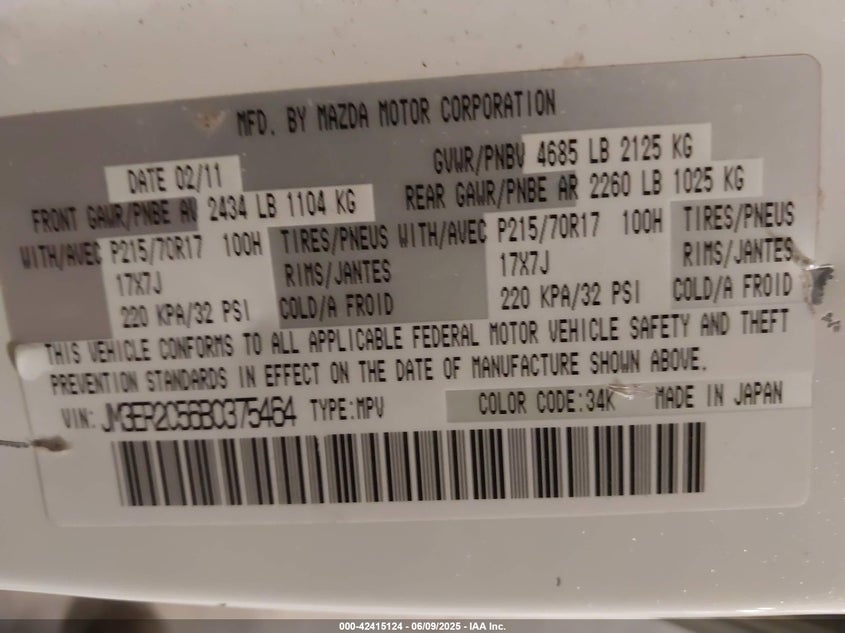 MFD. BY MAZDA MOTOR CORPORATION
DATE 02/11 GVWR/PNBV 4685 LB 2125 KG
FRONT GAWR/PNBE AV 2434 LB 1104 KG REAR GAWR/PNBE AR 2260 LB 1025 KG
WITH/AVEC P215/70R17 100H TIRES/PNEUS WITH/AVEC P215/70R17 100H TIRES/PNEUS
17X7J RIMS/JANTES 17X7J RIMS/JANTES
220 KPA/32 PSI COLD/A FROID 220 KPA/32 PSI COLD/A FROID
THIS VEHICLE CONFORMS TO ALL APPLICABLE FEDERAL MOTOR VEHICLE SAFETY AND THEFT
PREVENTION STANDARDS IN EFFECT ON THE DATE OF MANUFACTURE SHOWN ABOVE.
VIN: JM3ER2C56B0375464 TYPE:MPV COLOR CODE:34K MADE IN JAPAN
000-42415124 | 06/09/2025 - IAA Inc.